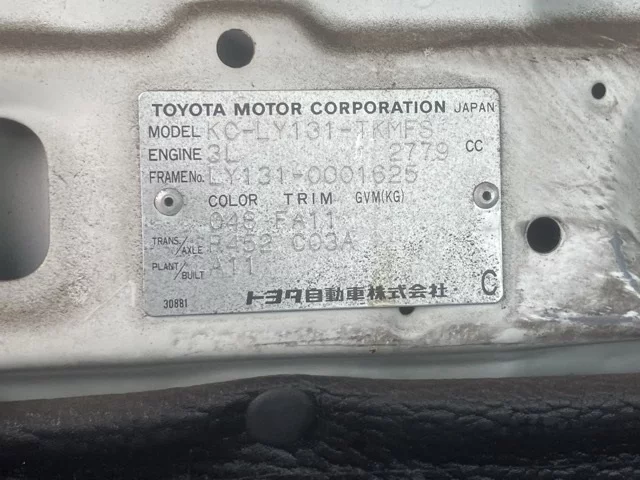 TOYOTA MOTOR CORPORATION JAPAN
MODEL KC-LY131-TKMFS
ENGINE 3L 2779 CC
FRAME No. LY131-0001625
COLOR TRIM GVM(KG)
048 FA11
TRANS./AXLE R452 C03A
PLANT/BUILT A11
30881 トヨタ自動車株式会社 C